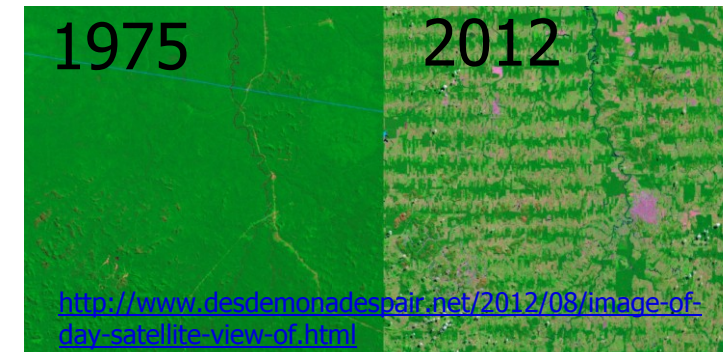 1975
2012
http://www.desdemonadespair.net/2012/08/image-of-
day-satellite-view-of.html